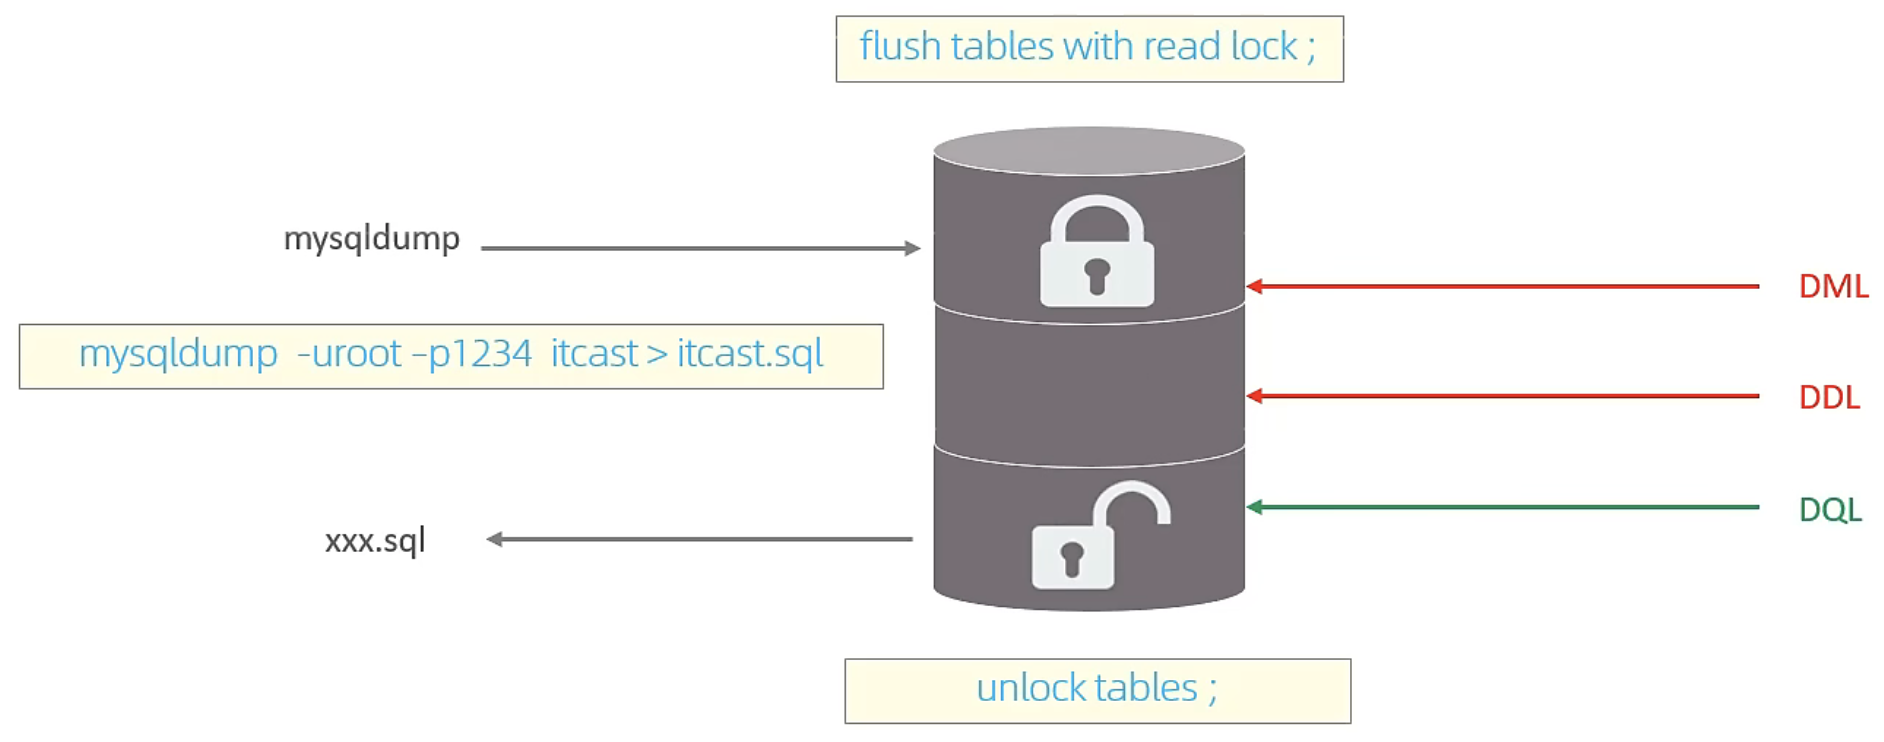 flush tables with read lock ;
mysqldump
DML
mysqldump -uroot –p1234 itcast > itcast.sql
DDL
DQL
xxx.sql
unlock tables ;